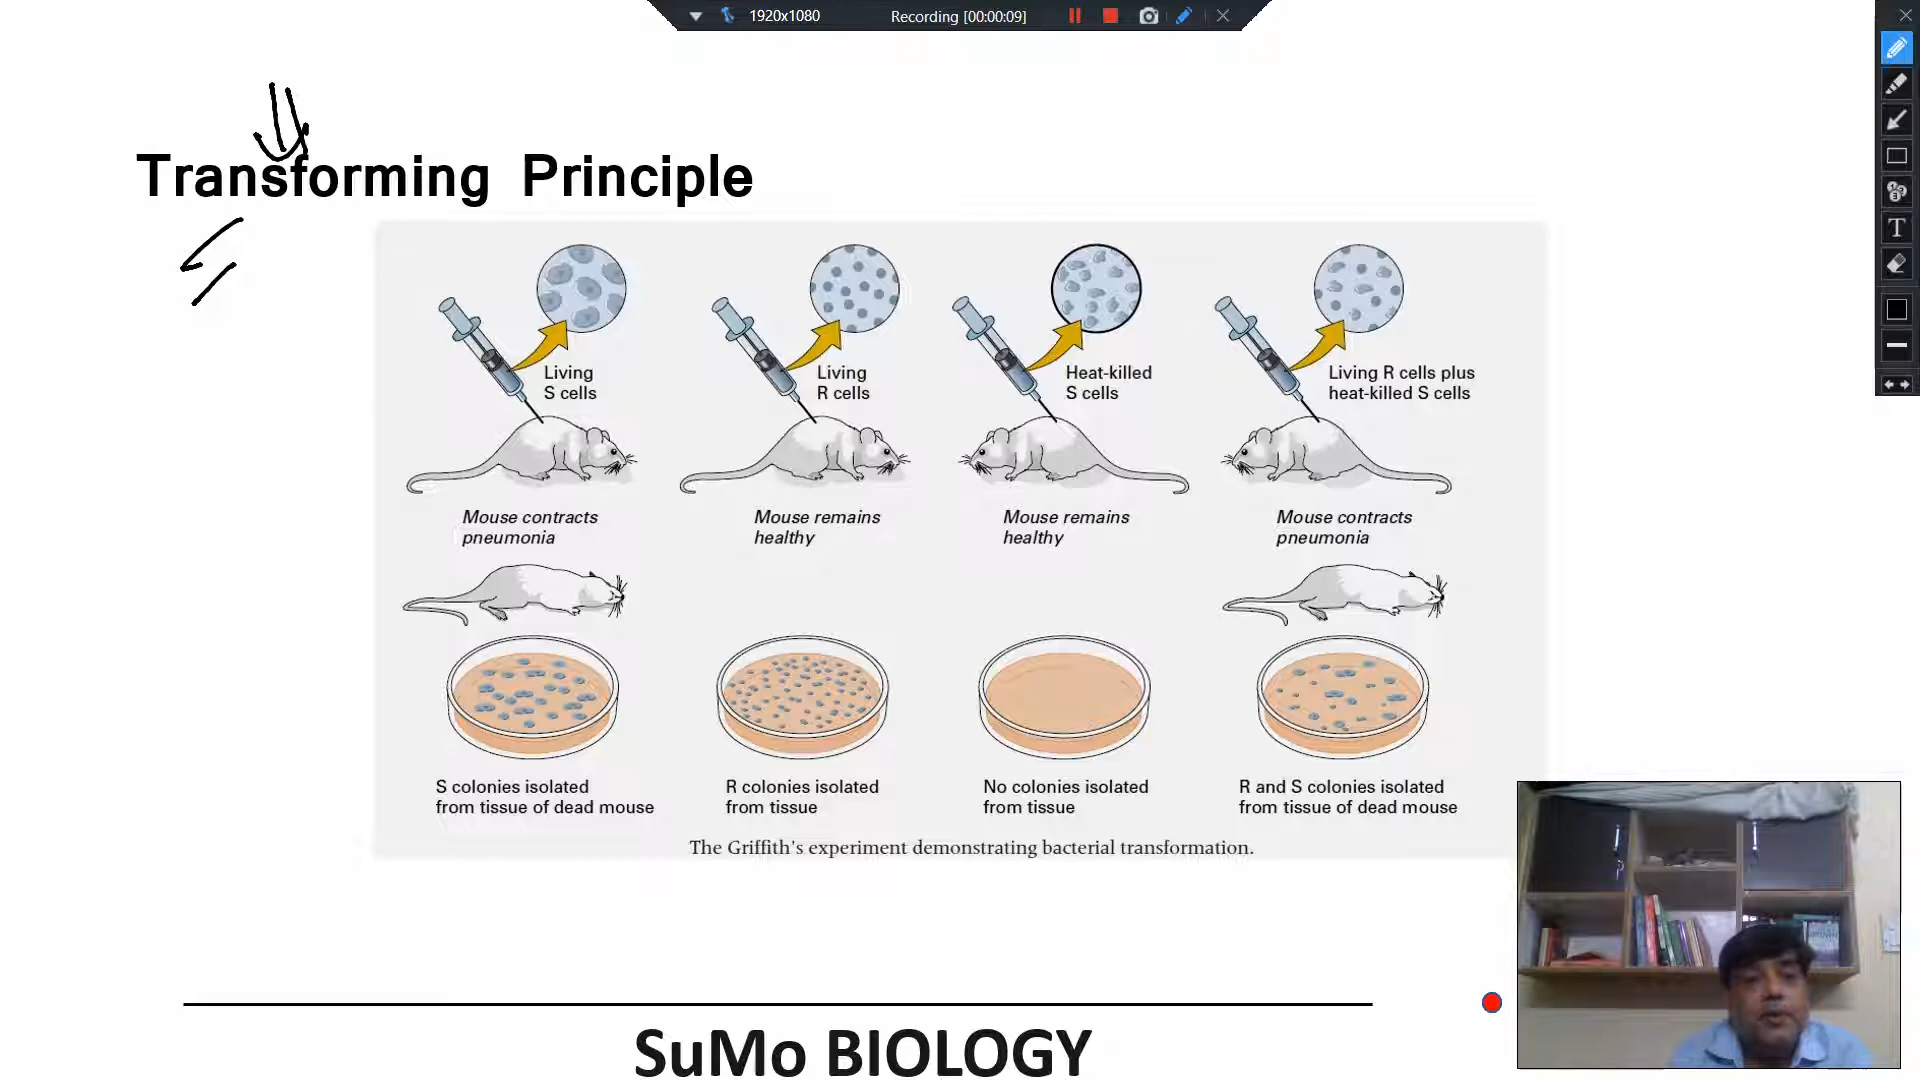 1920x1080
Recording [00:00:09]
Transforming Principle
Living
S cells
Living
R cells
Heat-killed
S cells
Living R cells plus
heat-killed S cells
Mouse contracts
pneumonia
Mouse remains
healthy
Mouse remains
healthy
Mouse contracts
pneumonia
S colonies isolated
from tissue of dead mouse
R colonies isolated
from tissue
No colonies isolated
from tissue
R and S colonies isolated
from tissue of dead mouse
The Griffith's experiment demonstrating bacterial transformation.
SuMo BIOLOGY